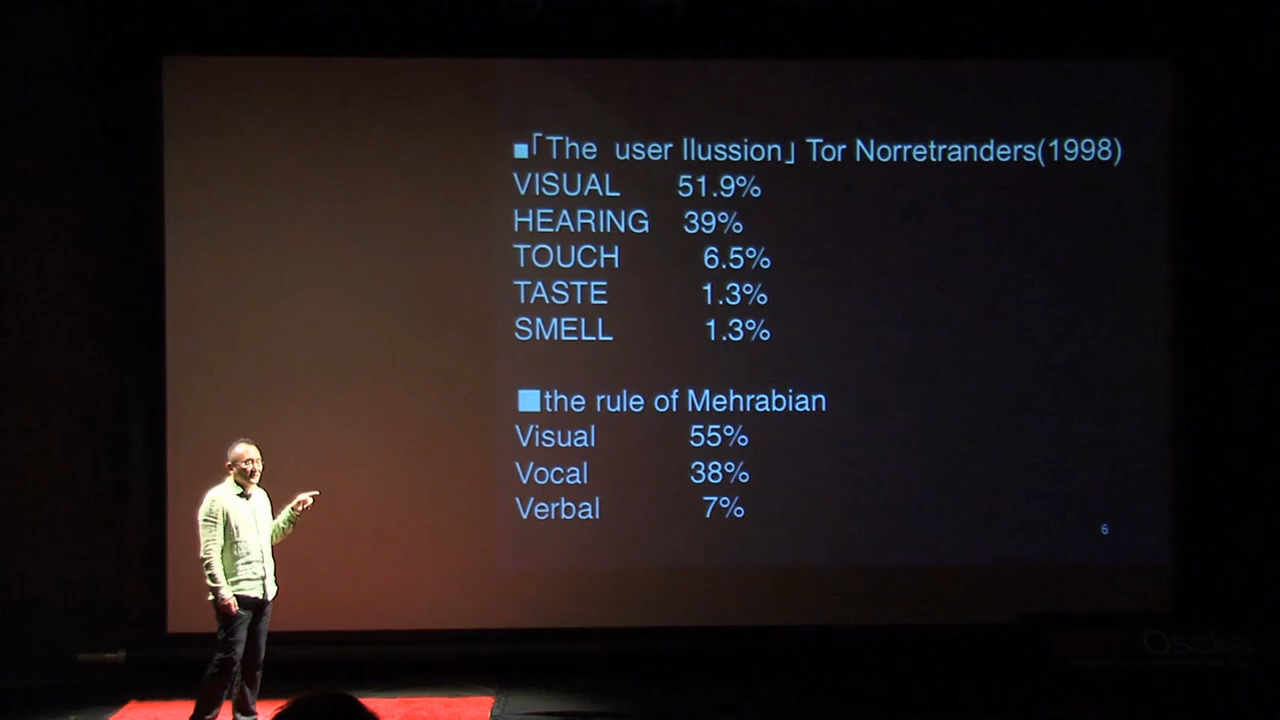 ■「The user Ilussion」 Tor Norretranders(1998)
VISUAL 51.9%
HEARING 39%
TOUCH 6.5%
TASTE 1.3%
SMELL 1.3%
■the rule of Mehrabian
Visual 55%
Vocal 38%
Verbal 7%
6
Osaka